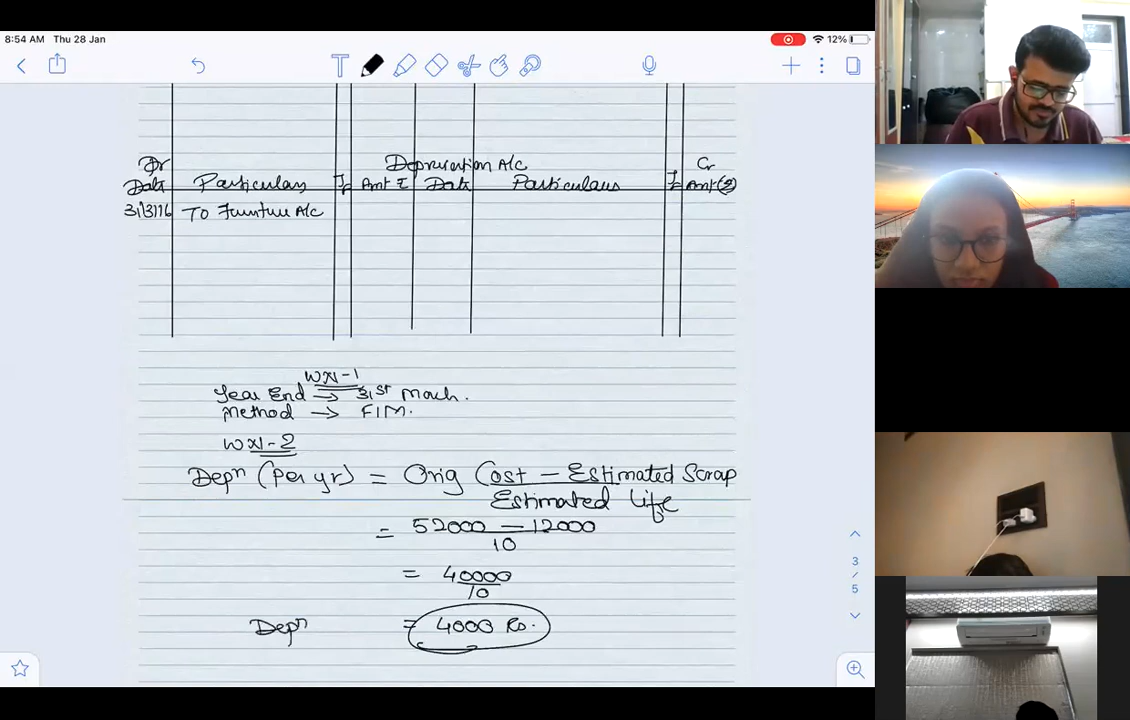 8:54 AM Thu 28 Jan
12%
Depreciation A/c
Dr Cr
Date Particulars J.F Amt ₹ Date Particulars Amt (₹)
31/3/16 To Furniture A/c
WN-1
Year End → 31st March.
Method → FIM.
WN-2
Depn (Per yr) = Orig Cost - Estimated Scrap
Estimated Life
= 52000 - 12000
10
= 40000
10
Depn = 4000 Rs.
3
/
5